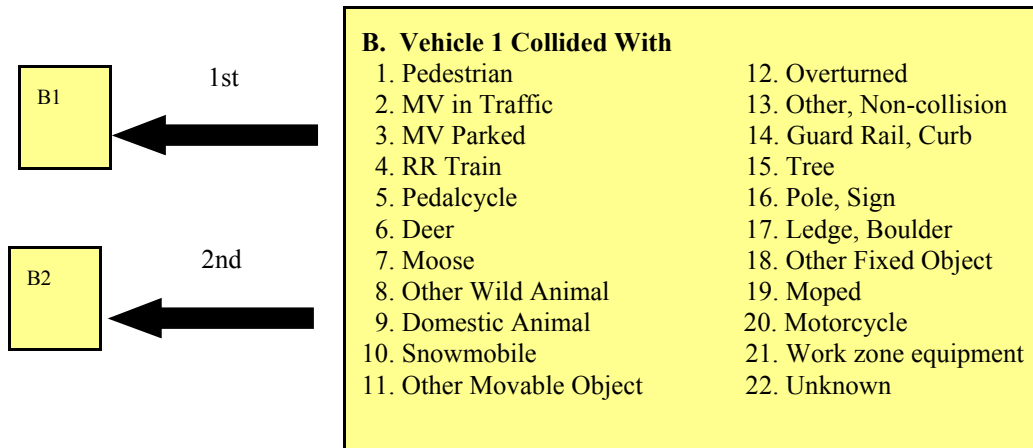 B1
1st
B2
2nd
B. Vehicle 1 Collided With
1. Pedestrian
2. MV in Traffic
3. MV Parked
4. RR Train
5. Pedalcycle
6. Deer
7. Moose
8. Other Wild Animal
9. Domestic Animal
10. Snowmobile
11. Other Movable Object
12. Overturned
13. Other, Non-collision
14. Guard Rail, Curb
15. Tree
16. Pole, Sign
17. Ledge, Boulder
18. Other Fixed Object
19. Moped
20. Motorcycle
21. Work zone equipment
22. Unknown